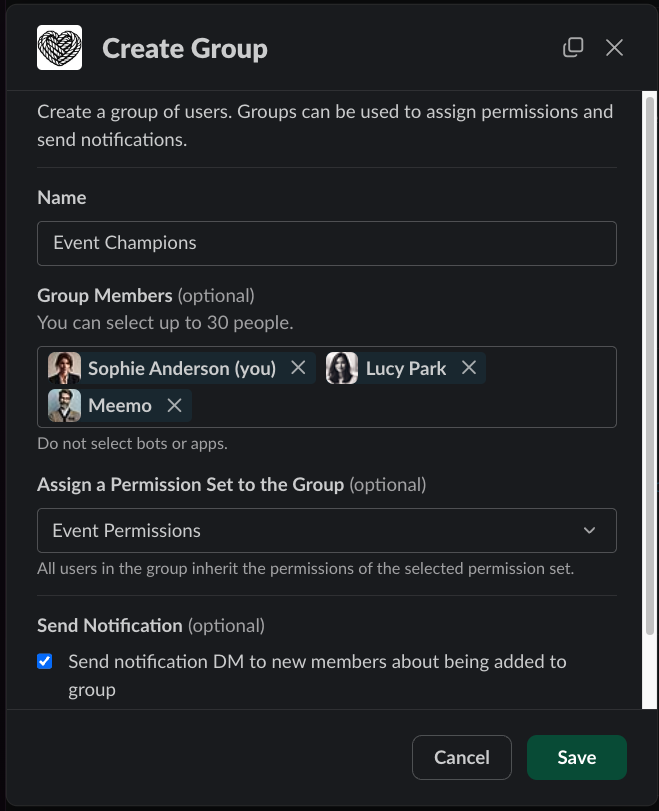 Create Group
Create a group of users. Groups can be used to assign permissions and
send notifications.
Name
Event Champions
Group Members (optional)
You can select up to 30 people.
Sophie Anderson (you) Lucy Park
Meemo
Do not select bots or apps.
Assign a Permission Set to the Group (optional)
Event Permissions
All users in the group inherit the permissions of the selected permission set.
Send Notification (optional)
Send notification DM to new members about being added to
group
Cancel Save